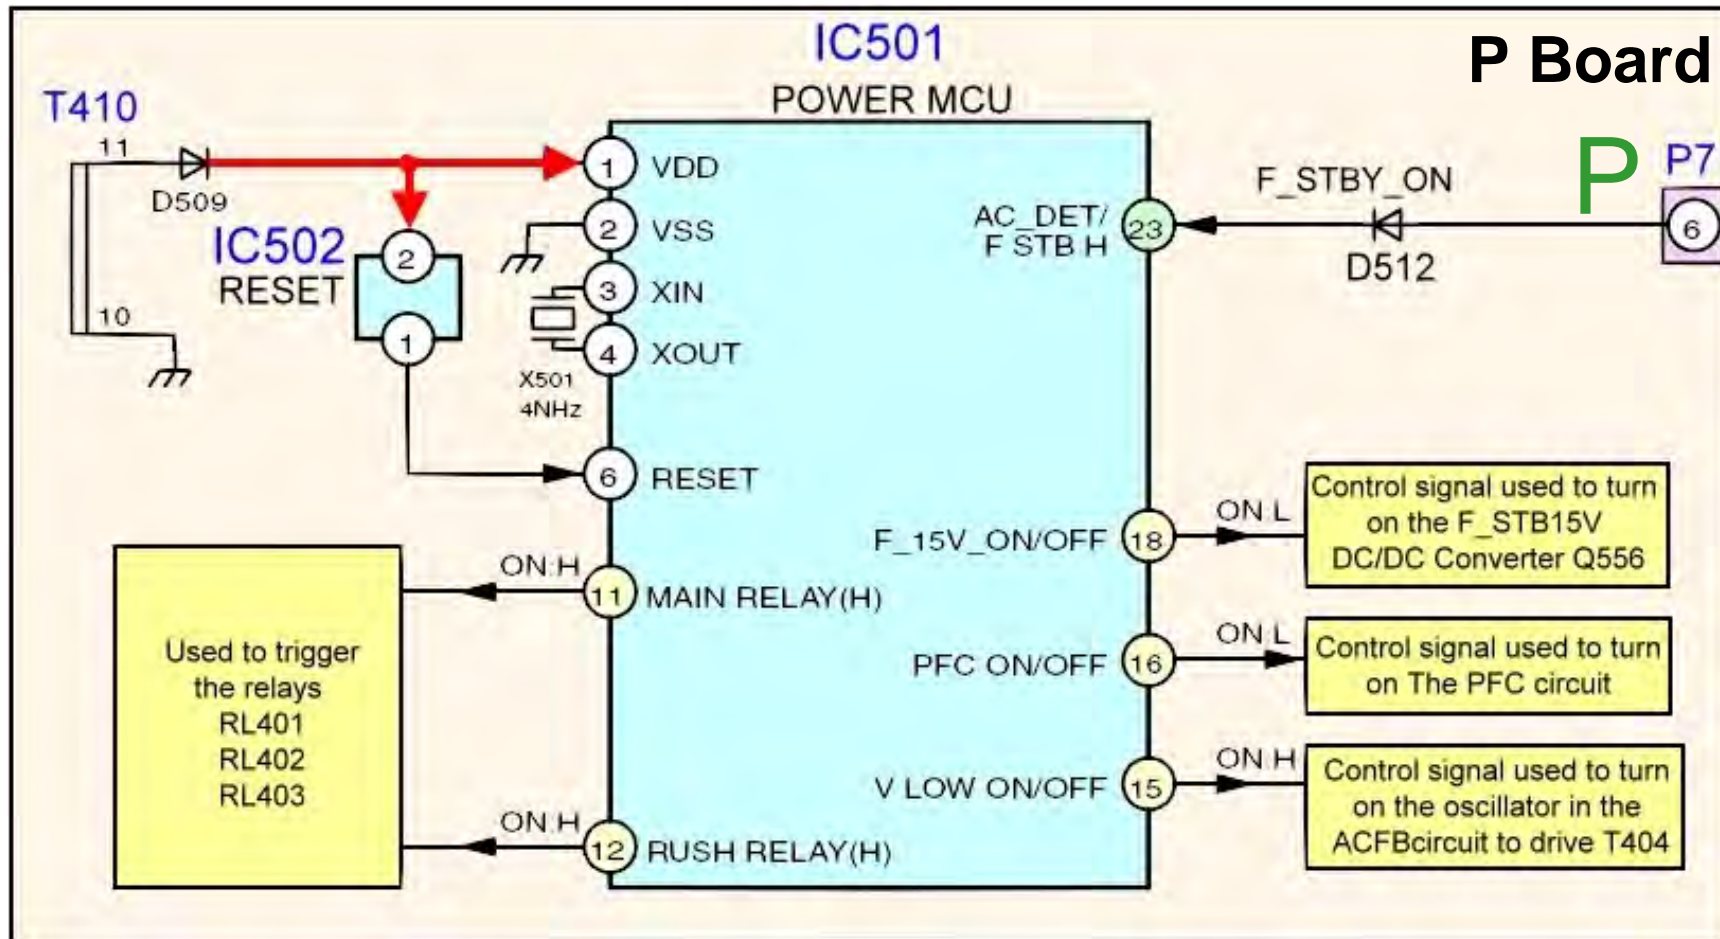 IC501
POWER MCU
P Board
T410
11
D509
10
IC502
RESET
2
1
1 VDD
2 VSS
3 XIN
4 XOUT
X501
4NHz
6 RESET
ON:H
11 MAIN RELAY(H)
ON:H
12 RUSH RELAY(H)
Used to trigger
the relays
RL401
RL402
RL403
AC_DET/
F STB H
23
F_STBY_ON
D512
P
P7
6
F_15V_ON/OFF 18
ON L
Control signal used to turn
on the F_STB15V
DC/DC Converter Q556
PFC ON/OFF 16
ON L
Control signal used to turn
on The PFC circuit
V LOW ON/OFF 15
ON H
Control signal used to turn
on the oscillator in the
ACFBcircuit to drive T404